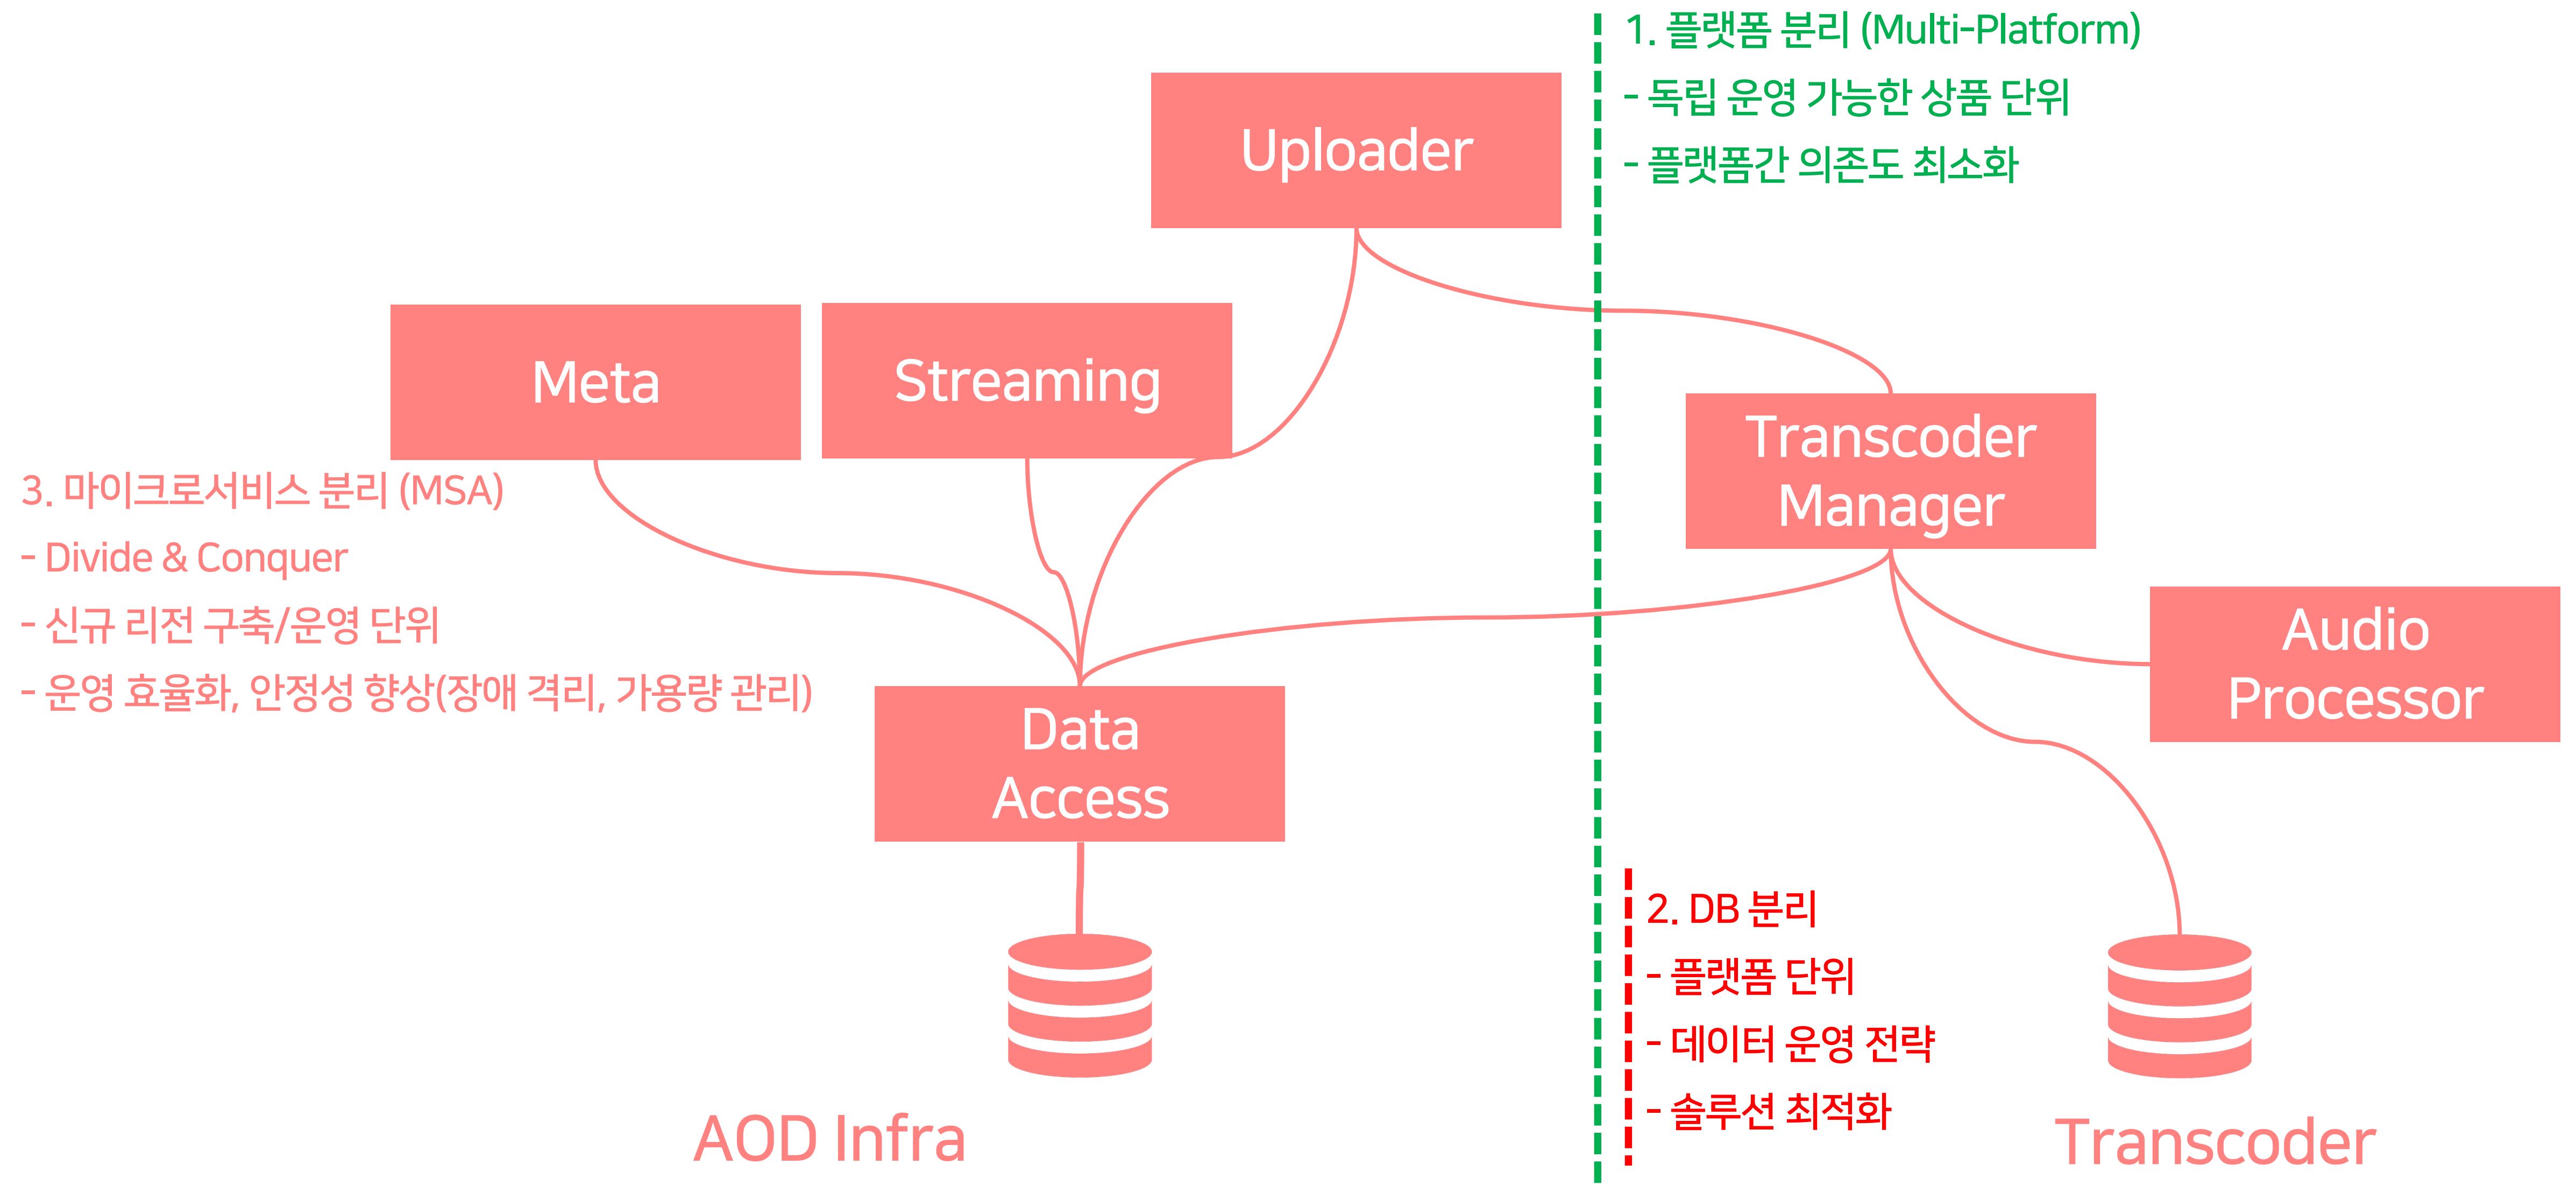 1. 플랫폼 분리 (Multi-Platform)
- 독립 운영 가능한 상품 단위
- 플랫폼간 의존도 최소화
Uploader
Meta
Streaming
Transcoder
Manager
3. 마이크로서비스 분리 (MSA)
- Divide & Conquer
- 신규 리전 구축/운영 단위
- 운영 효율화, 안정성 향상(장애 격리, 가용량 관리)
Audio
Processor
Data
Access
2. DB 분리
- 플랫폼 단위
- 데이터 운영 전략
- 솔루션 최적화
AOD Infra
Transcoder